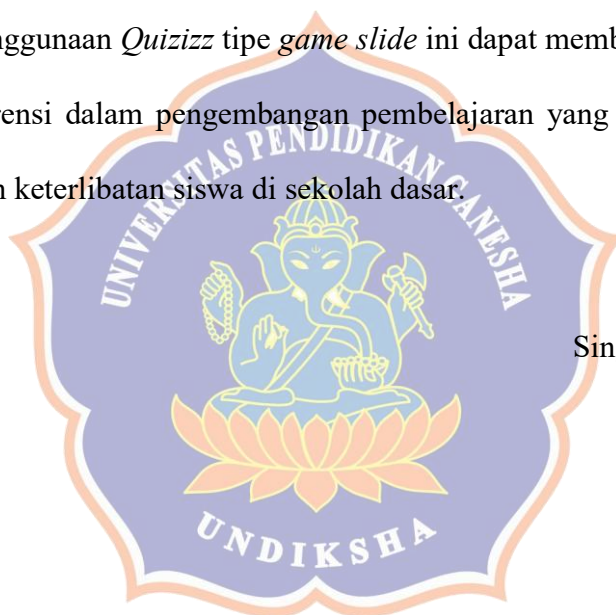 nggunaan Quizizz tipe game slide ini dapat memb
rensi dalam pengembangan pembelajaran yang
UNIVERSITAS PENDIDIKAN GANESHA
n keterlibatan siswa di sekolah dasar.
Sin
UNDIKSHA